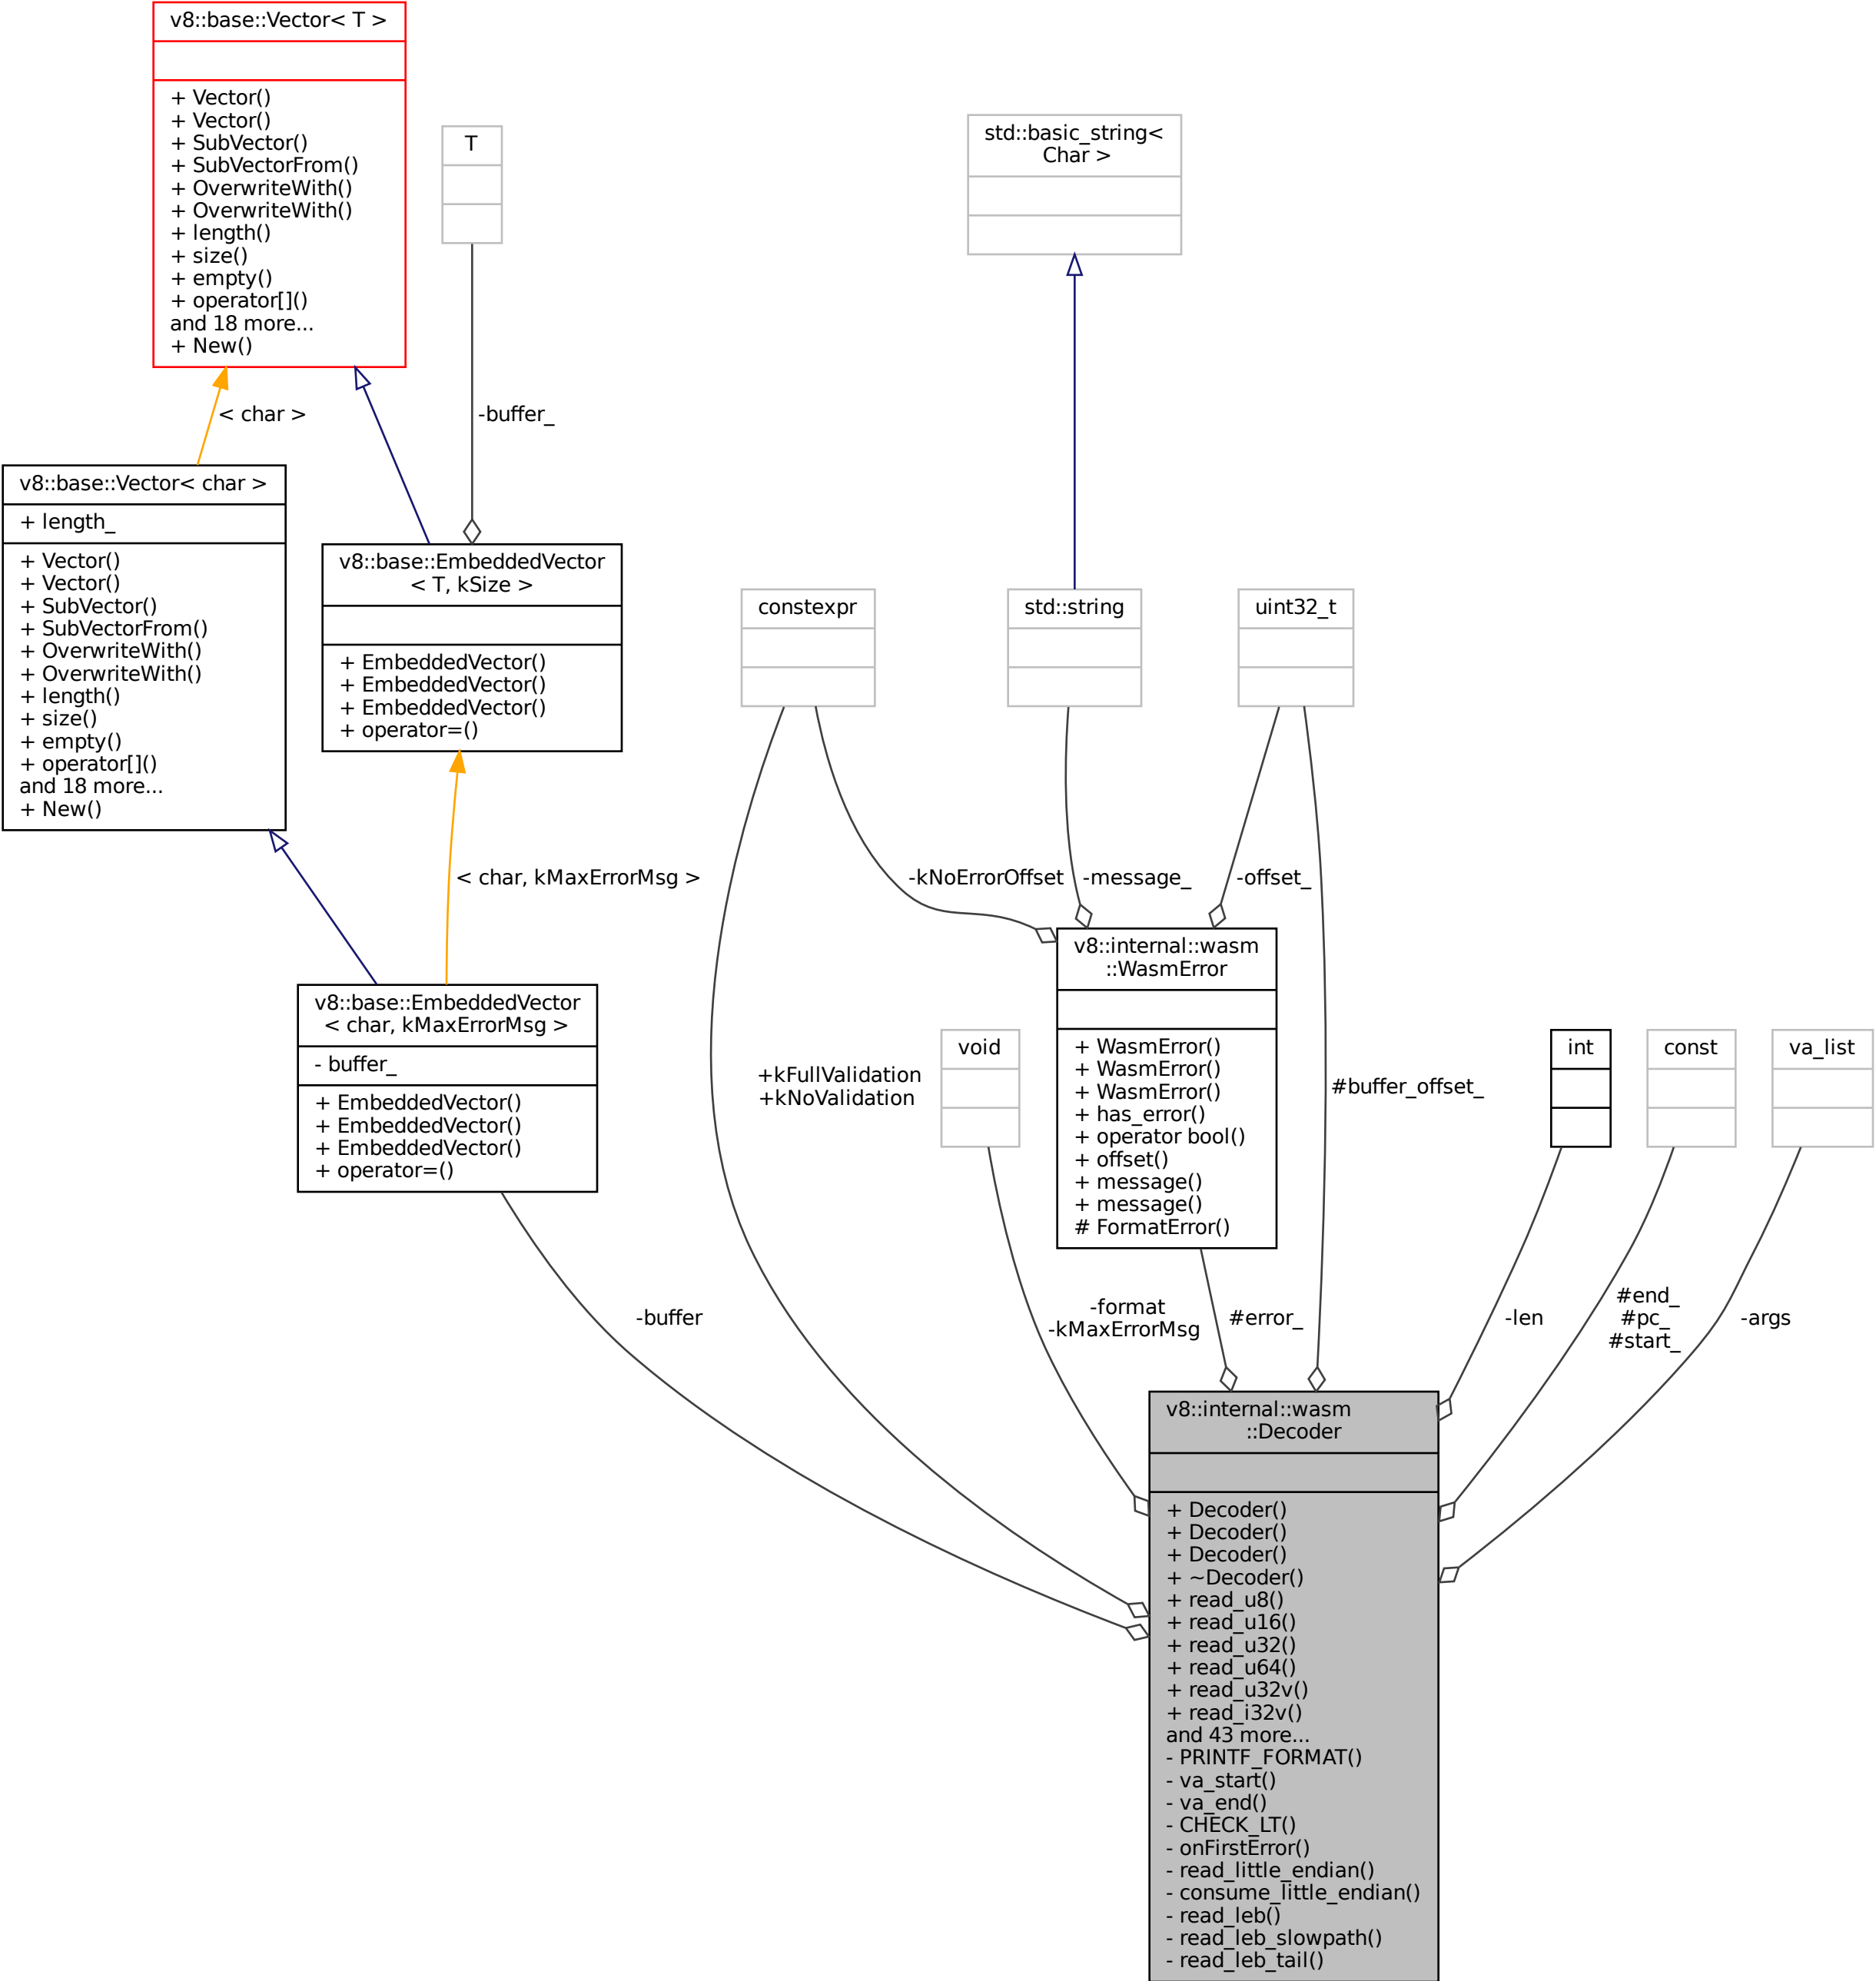 v8::base::Vector< T >
+ Vector()
+ Vector()
+ SubVector()
+ SubVectorFrom()
+ OverwriteWith()
+ OverwriteWith()
+ length()
+ size()
+ empty()
+ operator[]()
and 18 more...
+ New()
T
std::basic_string<
Char >
< char >
-buffer_
v8::base::Vector< char >
+ length_
+ Vector()
+ Vector()
+ SubVector()
+ SubVectorFrom()
+ OverwriteWith()
+ OverwriteWith()
+ length()
+ size()
+ empty()
+ operator[]()
and 18 more...
+ New()
v8::base::EmbeddedVector
< T, kSize >
+ EmbeddedVector()
+ EmbeddedVector()
+ EmbeddedVector()
+ operator=()
constexpr
std::string
uint32_t
< char, kMaxErrorMsg >
-kNoErrorOffset
-message_
-offset_
v8::base::EmbeddedVector
< char, kMaxErrorMsg >
- buffer_
+ EmbeddedVector()
+ EmbeddedVector()
+ EmbeddedVector()
+ operator=()
+kFullValidation
+kNoValidation
void
v8::internal::wasm
::WasmError
+ WasmError()
+ WasmError()
+ WasmError()
+ has_error()
+ operator bool()
+ offset()
+ message()
+ message()
# FormatError()
#buffer_offset_
int
const
va_list
-buffer
-format
-kMaxErrorMsg
#error_
-len
#end_
#pc_
#start_
-args
v8::internal::wasm
::Decoder
+ Decoder()
+ Decoder()
+ Decoder()
+ ~Decoder()
+ read_u8()
+ read_u16()
+ read_u32()
+ read_u64()
+ read_u32v()
+ read_i32v()
and 43 more...
- PRINTF_FORMAT()
- va_start()
- va_end()
- CHECK_LT()
- onFirstError()
- read_little_endian()
- consume_little_endian()
- read_leb()
- read_leb_slowpath()
- read_leb_tail()